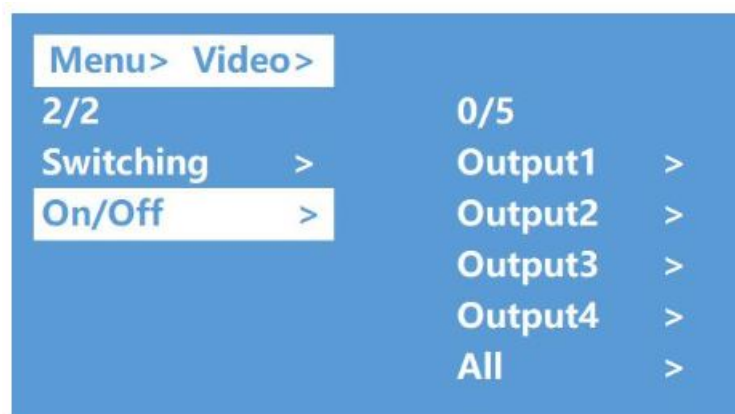 Menu> Video>
2/2
Switching >
On/Off >
0/5
Output1 >
Output2 >
Output3 >
Output4 >
All >